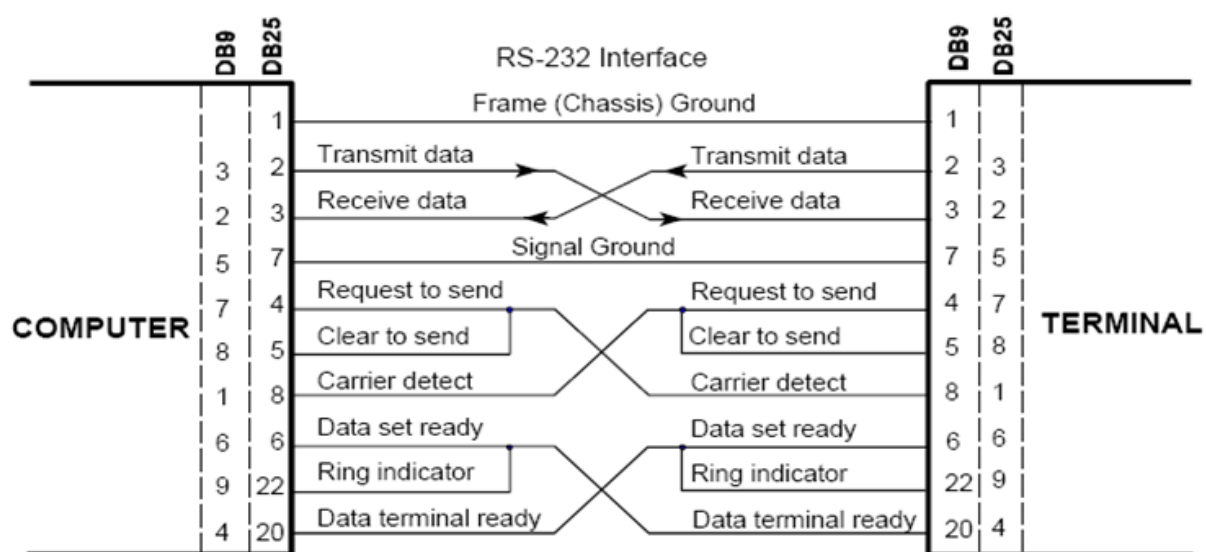 DB9 DB25 DB9 DB25
RS-232 Interface
Frame (Chassis) Ground
1 1
Transmit data Transmit data
3 2 2 3
Receive data Receive data
2 3 3 2
Signal Ground
5 7 7 5
Request to send Request to send
7 4 4 7
COMPUTER TERMINAL
Clear to send Clear to send
8 5 5 8
Carrier detect Carrier detect
1 8 8 1
Data set ready Data set ready
6 6 6 6
Ring indicator Ring indicator
9 22 22 9
Data terminal ready Data terminal ready
4 20 20 4